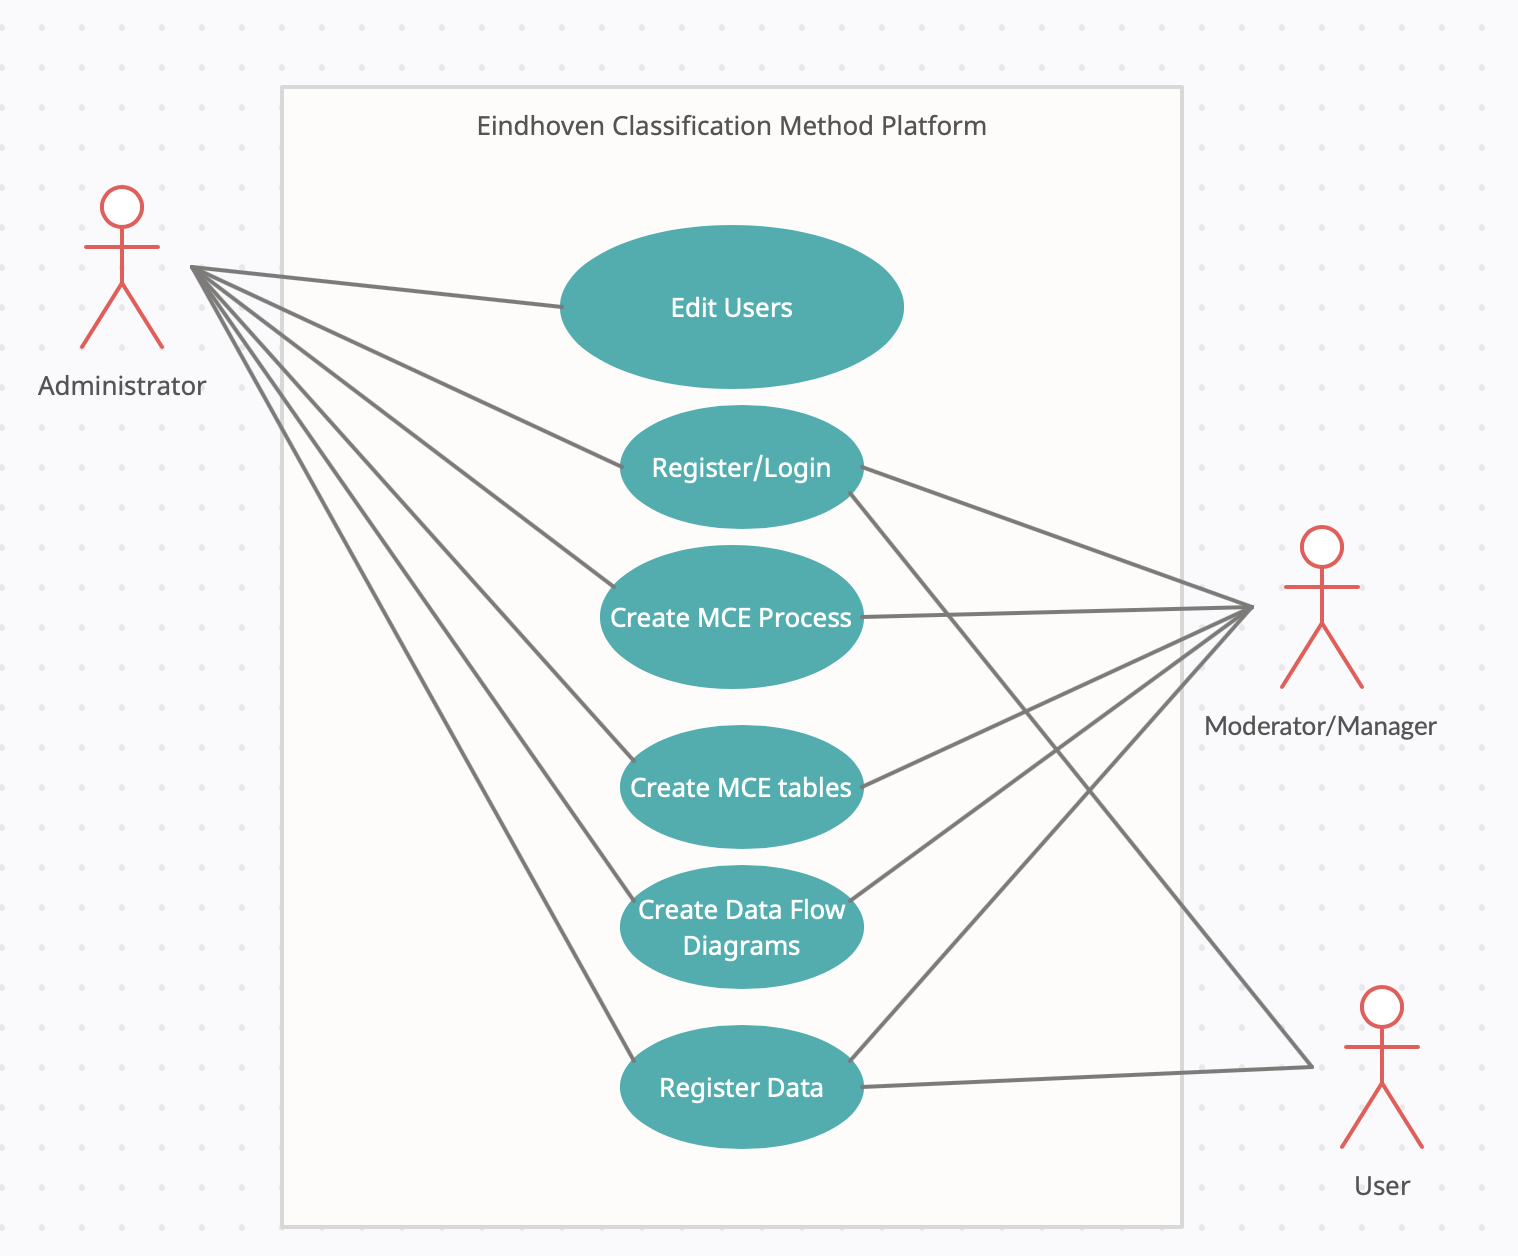 Eindhoven Classification Method Platform
Administrator
Edit Users
Register/Login
Create MCE Process
Moderator/Manager
Create MCE tables
Create Data Flow
Diagrams
Register Data
User